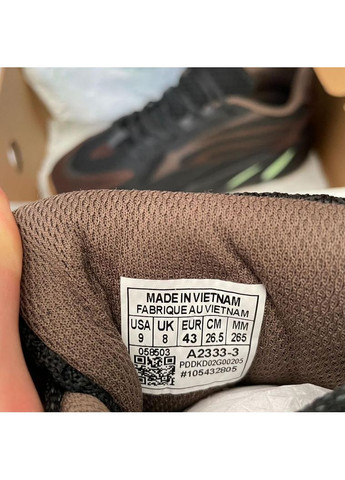 MADE IN VIETNAM
FABRIQUE AU VIETNAM
USA UK EUR CM MM
9 8 43 26.5 265
058503 A2333-3
PDDKD02G00205
#105432805